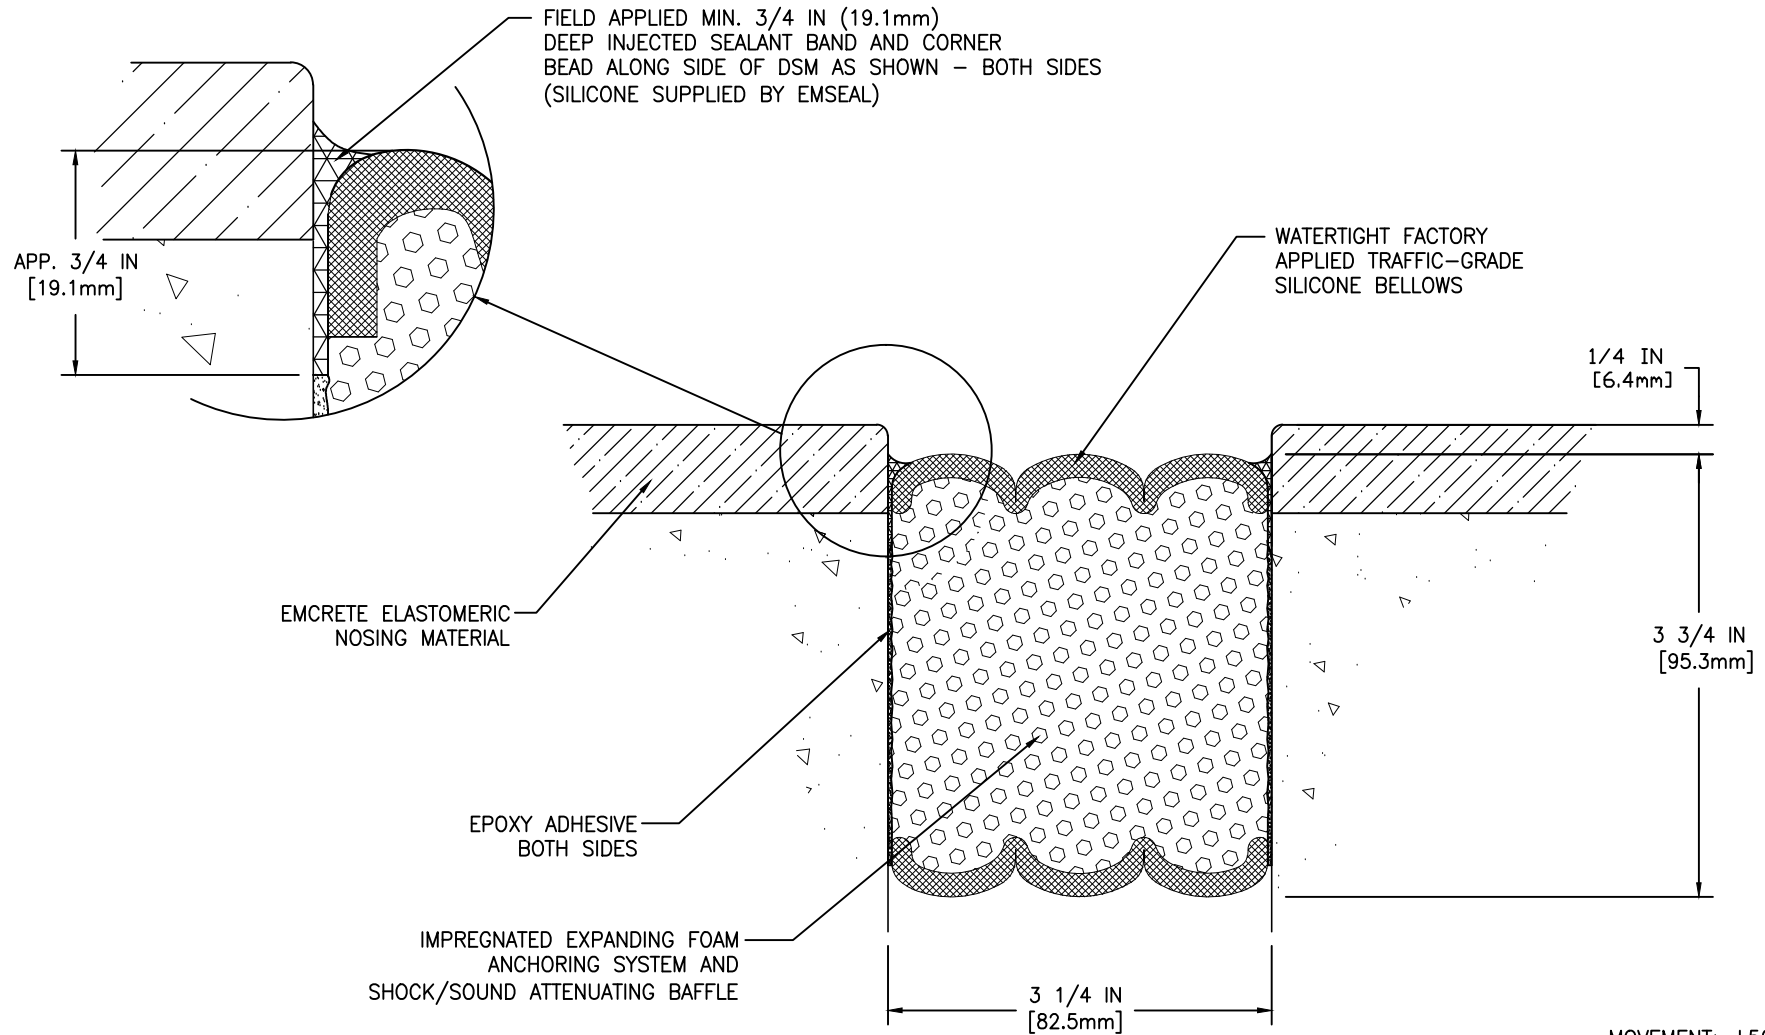 FIELD APPLIED MIN. 3/4 IN (19.1mm)
DEEP INJECTED SEALANT BAND AND CORNER
BEAD ALONG SIDE OF DSM AS SHOWN – BOTH SIDES
(SILICONE SUPPLIED BY EMSEAL)
APP. 3/4 IN
[19.1mm]
WATERTIGHT FACTORY
APPLIED TRAFFIC–GRADE
SILICONE BELLOWS
1/4 IN
[6.4mm]
EMCRETE ELASTOMERIC
NOSING MATERIAL
3 3/4 IN
[95.3mm]
EPOXY ADHESIVE
BOTH SIDES
IMPREGNATED EXPANDING FOAM
ANCHORING SYSTEM AND
SHOCK/SOUND ATTENUATING BAFFLE
3 1/4 IN
[82.5mm]